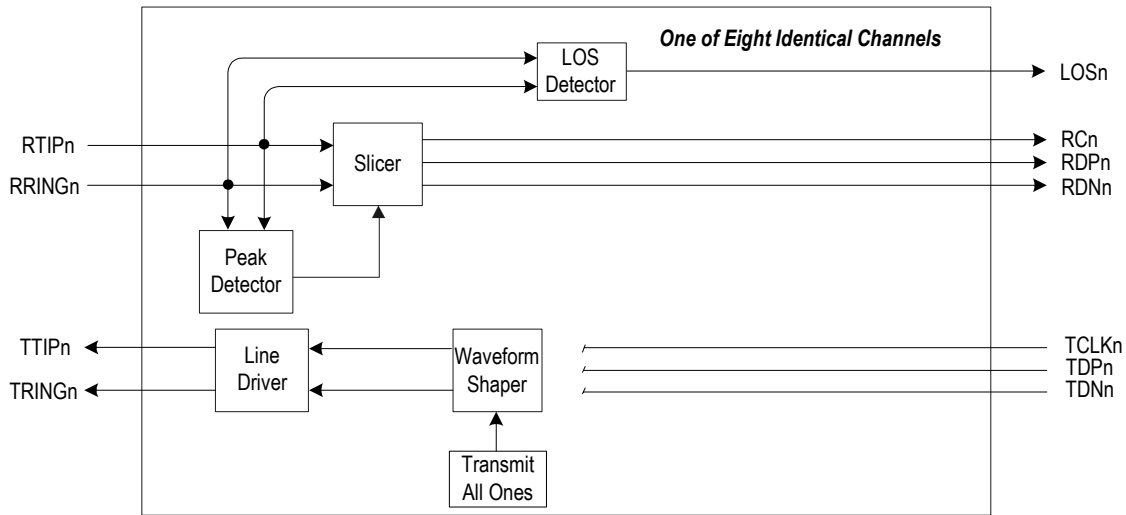 One of Eight Identical Channels
LOS
Detector
LOSn
RTIPn
RRINGn
Slicer
RCn
RDPn
RDNn
Peak
Detector
TTIPn
TRINGn
Line
Driver
Waveform
Shaper
TCLKn
TDPn
TDNn
Transmit
All Ones